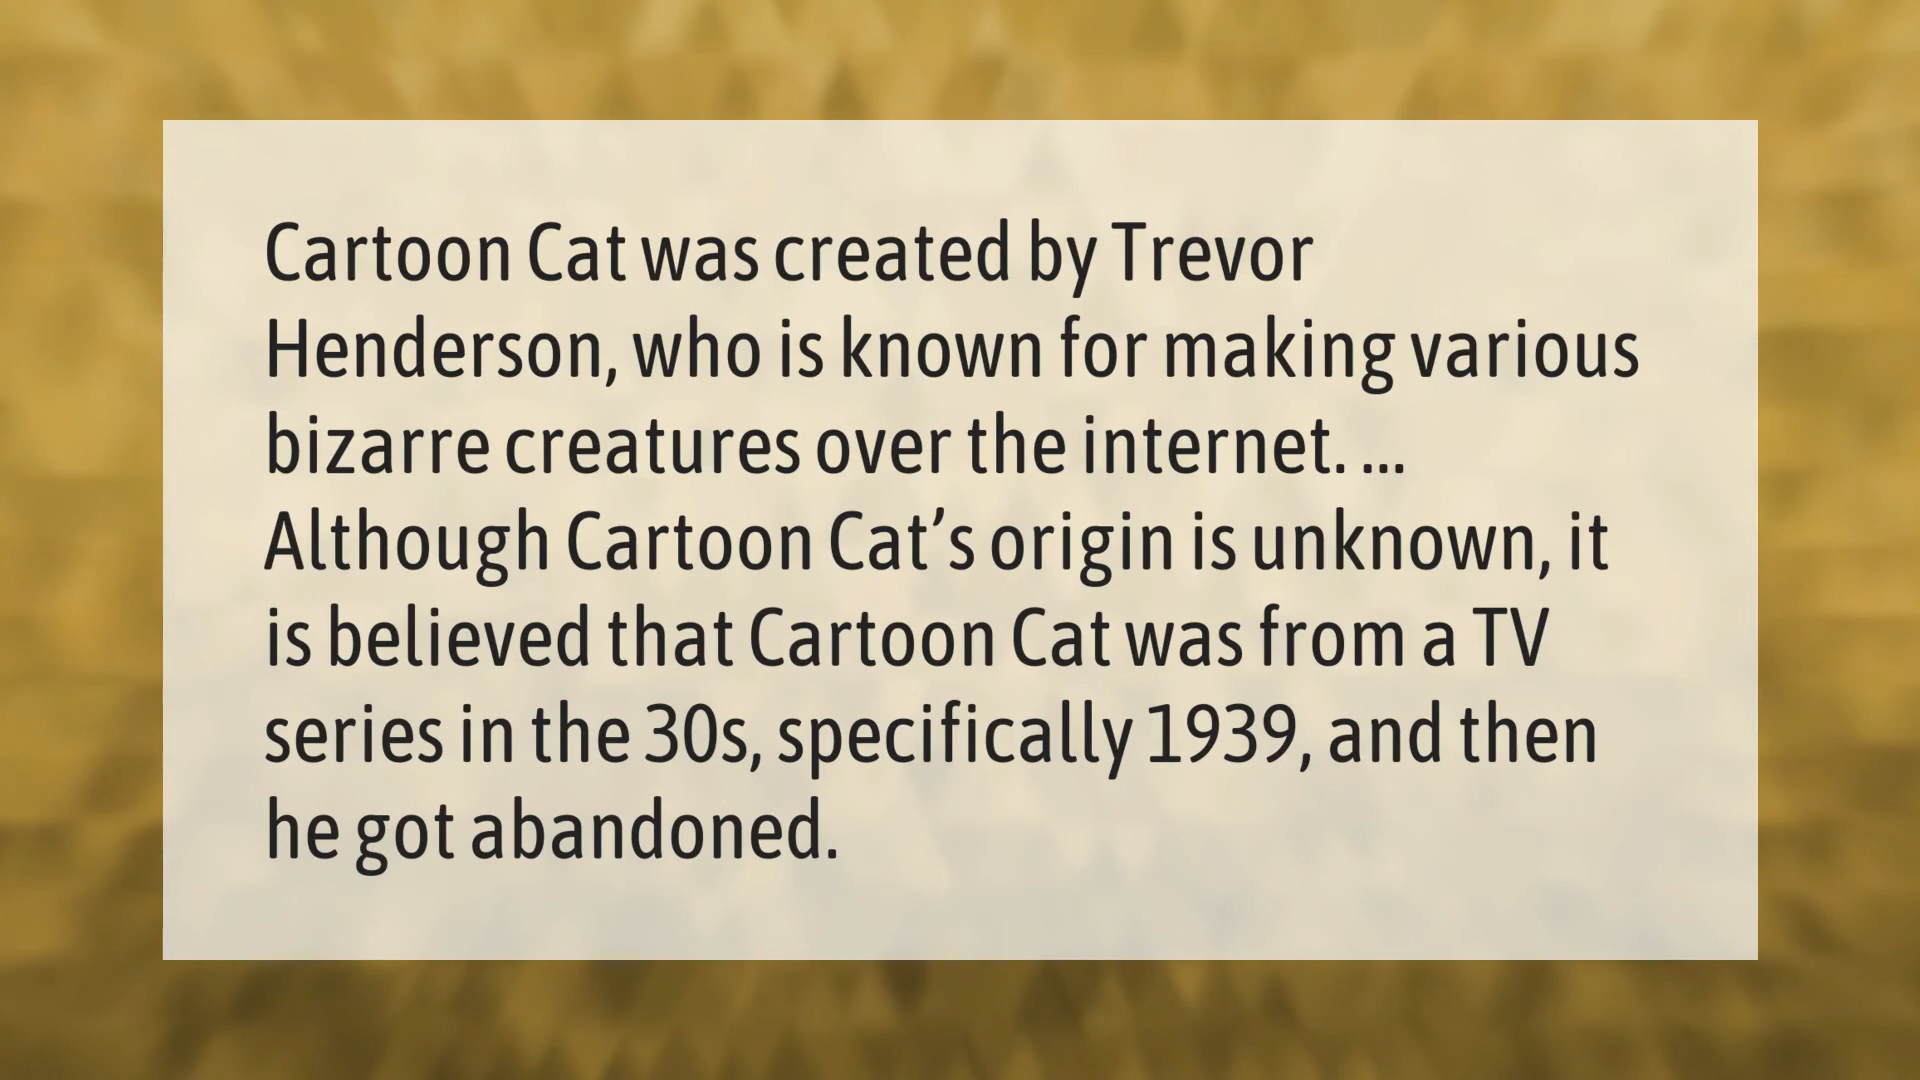 Cartoon Cat was created by Trevor
Henderson, who is known for making various
bizarre creatures over the internet. ...
Although Cartoon Cat’s origin is unknown, it
is believed that Cartoon Cat was from a TV
series in the 30s, specifically 1939, and then
he got abandoned.